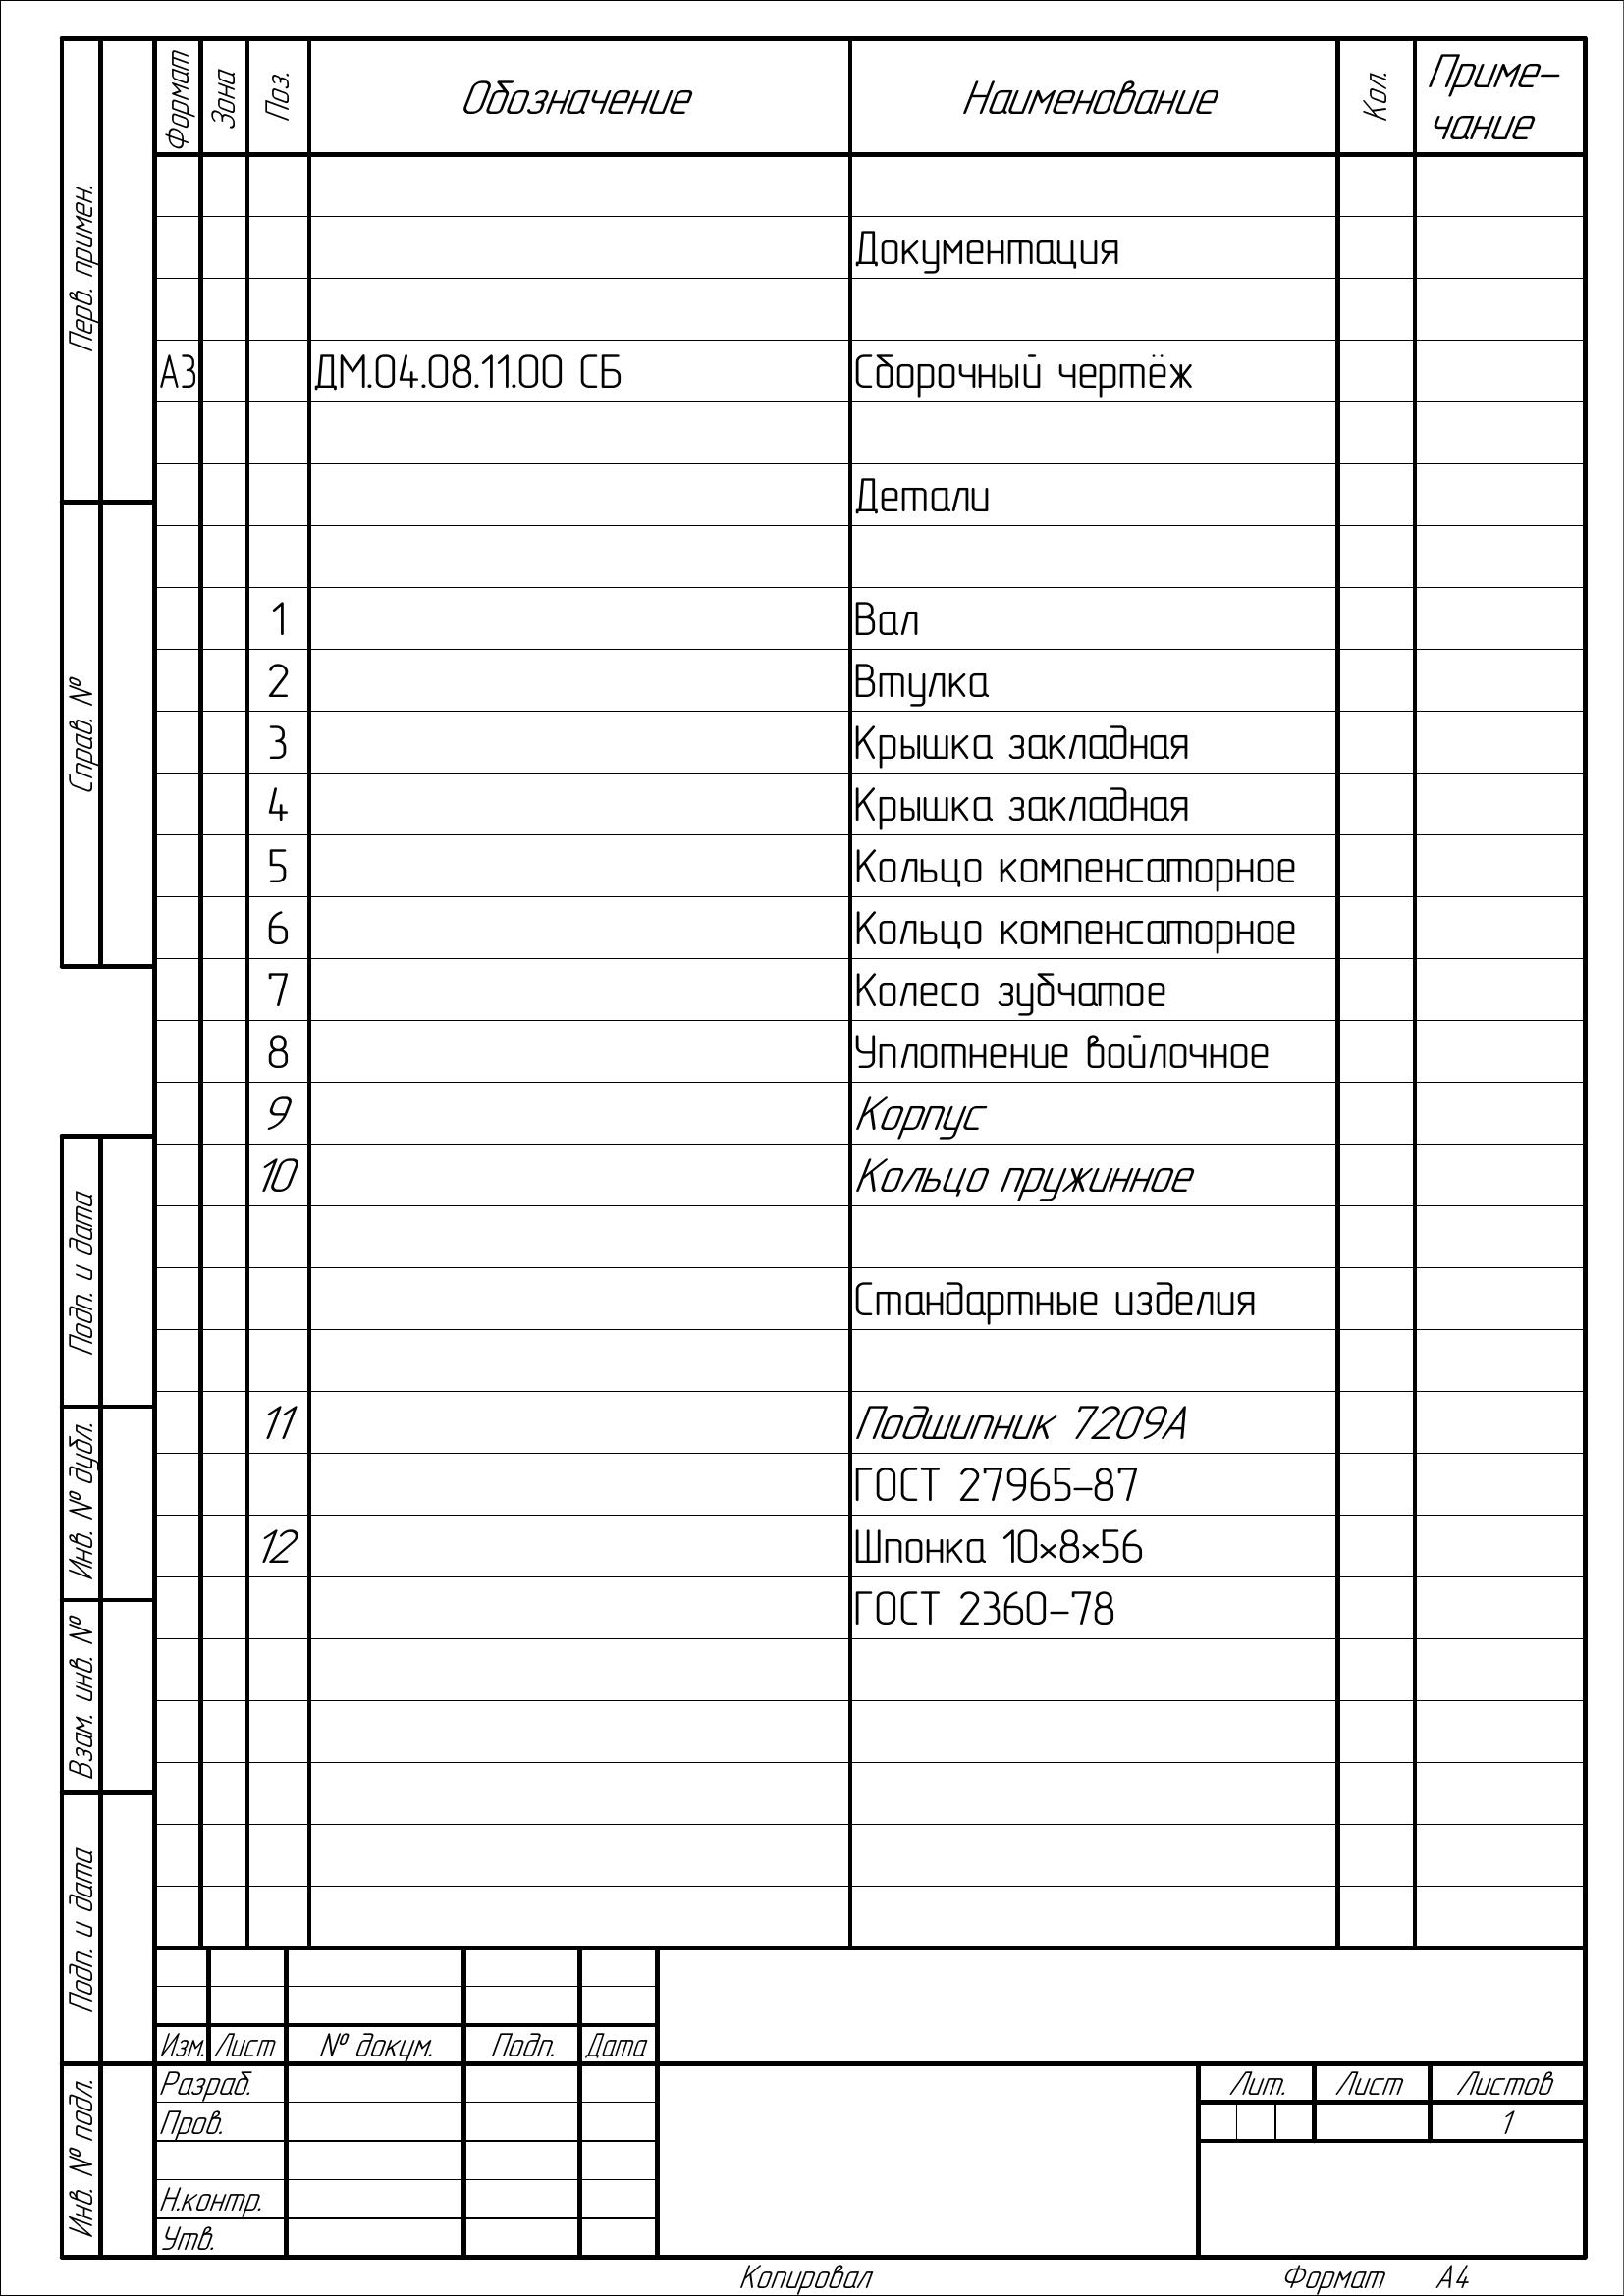 Формат Зона Поз. Обозначение Наименование Кол. Приме-
чание
Документация
А3 ДМ.04.08.11.00 СБ Сборочный чертёж
Детали
1 Вал
2 Втулка
3 Крышка закладная
4 Крышка закладная
5 Кольцо компенсаторное
6 Кольцо компенсаторное
7 Колесо зубчатое
8 Уплотнение войлочное
9 Корпус
10 Кольцо пружинное
Стандартные изделия
11 Подшипник 7209А
ГОСТ 27965-87
12 Шпонка 10×8×56
ГОСТ 2360-78
Перв. примен.
Справ. №
Подп. и дата
Инв. № дубл.
Взам. инв. №
Подп. и дата
Инв. № подл.
Изм. Лист № докум. Подп. Дата
Разраб.
Пров.
Н.контр.
Утв.
Лит. Лист Листов
1
Копировал Формат А4